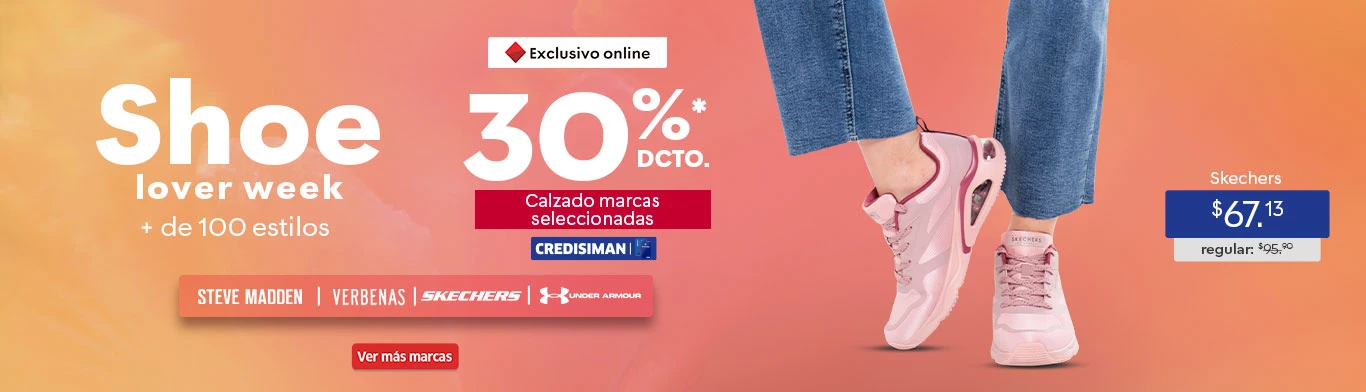 Shoe
lover week
+ de 100 estilos
Exclusivo online
30%*
DCTO.
Calzado marcas
seleccionadas
CREDISIMAN
STEVE MADDEN | VERBENAS | SKECHERS | UNDER ARMOUR
Ver más marcas
SKECHERS
Skechers
$67.13
regular: $95.90